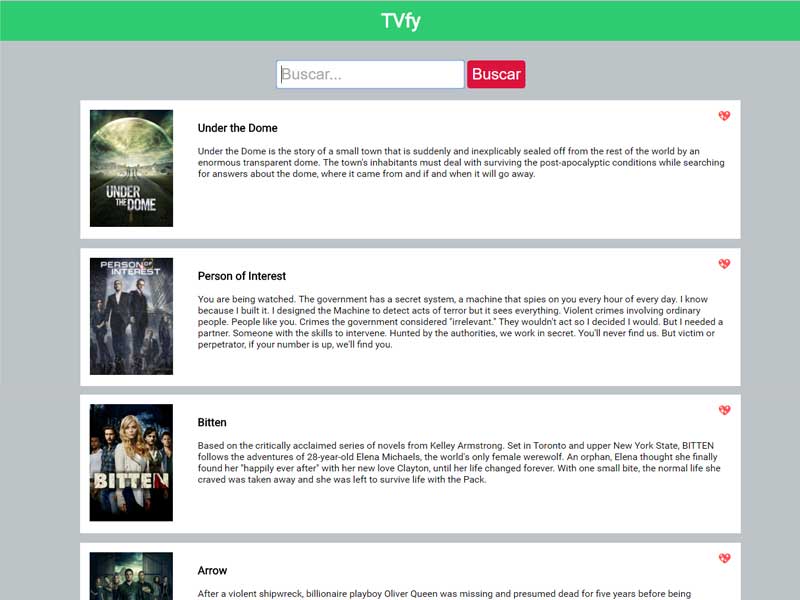 TVfy
Buscar...
Buscar
UNDER
THE DOME
Under the Dome
Under the Dome is the story of a small town that is suddenly and inexplicably sealed off from the rest of the world by an
enormous transparent dome. The town's inhabitants must deal with surviving the post-apocalyptic conditions while searching
for answers about the dome, where it came from and if and when it will go away.
PERSON OF
INTEREST
Person of Interest
You are being watched. The government has a secret system, a machine that spies on you every hour of every day. I know
because I built it. I designed the Machine to detect acts of terror but it sees everything. Violent crimes involving ordinary
people. People like you. Crimes the government considered "irrelevant." They wouldn't act so I decided I would. But I needed a
partner. Someone with the skills to intervene. Hunted by the authorities, we work in secret. You'll never find us. But victim or
perpetrator, if your number is up, we'll find you.
BITTEN
Bitten
Based on the critically acclaimed series of novels from Kelley Armstrong. Set in Toronto and upper New York State, BITTEN
follows the adventures of 28-year-old Elena Michaels, the world's only female werewolf. An orphan, Elena thought she finally
found her "happily ever after" with her new love Clayton, until her life changed forever. With one small bite, the normal life she
craved was taken away and she was left to survive life with the Pack.
Arrow
After a violent shipwreck, billionaire playboy Oliver Queen was missing and presumed dead for five years before being